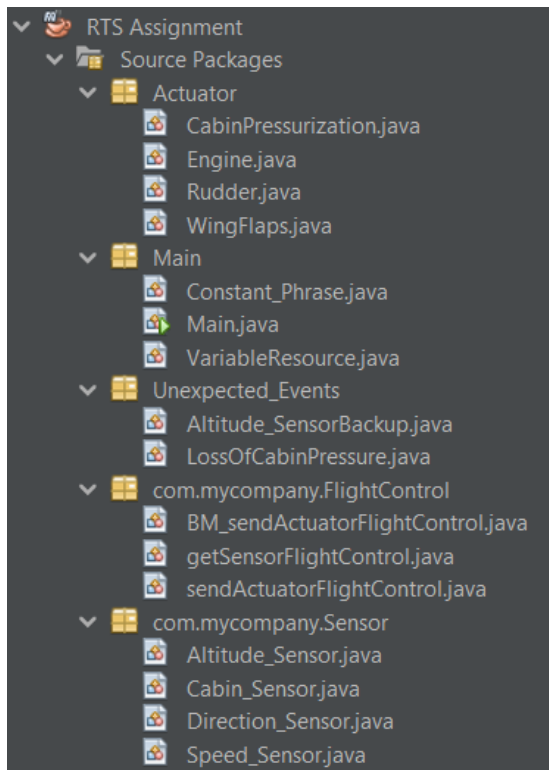 RTS Assignment
Source Packages
Actuator
CabinPressurization.java
Engine.java
Rudder.java
WingFlaps.java
Main
Constant_Phrase.java
Main.java
VariableResource.java
Unexpected_Events
Altitude_SensorBackup.java
LossOfCabinPressure.java
com.mycompany.FlightControl
BM_sendActuatorFlightControl.java
getSensorFlightControl.java
sendActuatorFlightControl.java
com.mycompany.Sensor
Altitude_Sensor.java
Cabin_Sensor.java
Direction_Sensor.java
Speed_Sensor.java